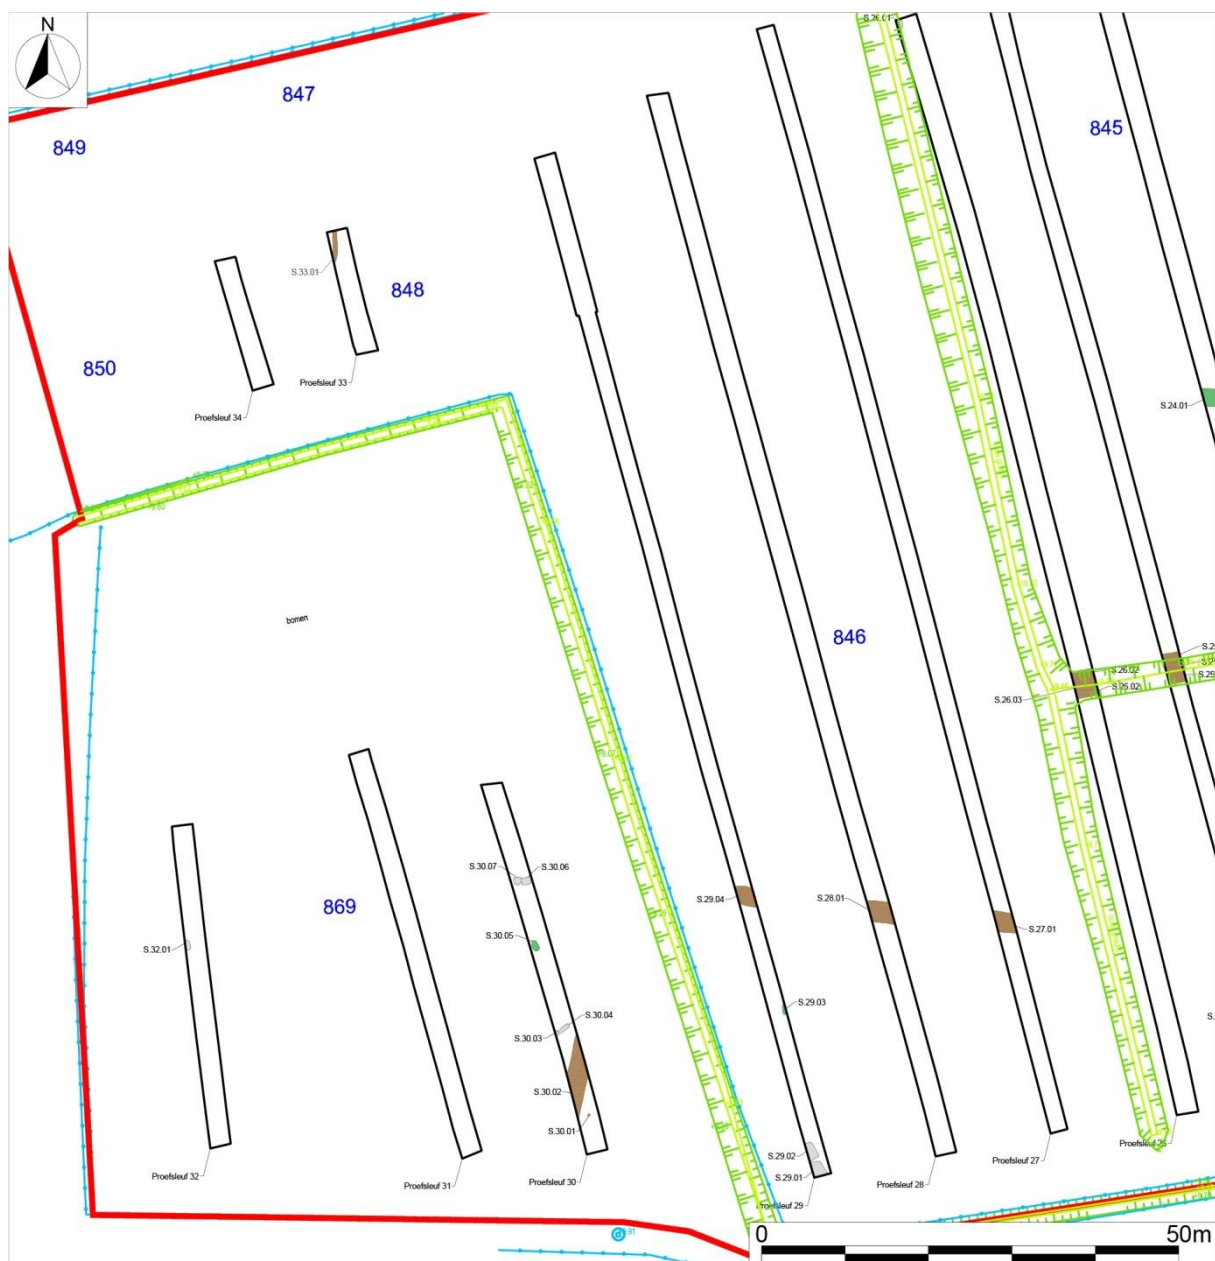 N
S.26.01
847
845
849
S.33.01
848
850
Proefsleuf 33
Proefsleuf 34
S.24.01
bomen
846
S.26.02
S.26.02
S.26.03
S.30.07
S.30.06
S.29.04
S.28.01
869
S.27.01
S.30.05
S.32.01
S.29.03
S.30.04
S.30.03
S.30.02
S.30.01
S.29.02
S.29.01
Proefsleuf 32
Proefsleuf 31
Proefsleuf 30
Proefsleuf 29
Proefsleuf 28
Proefsleuf 27
0
50m